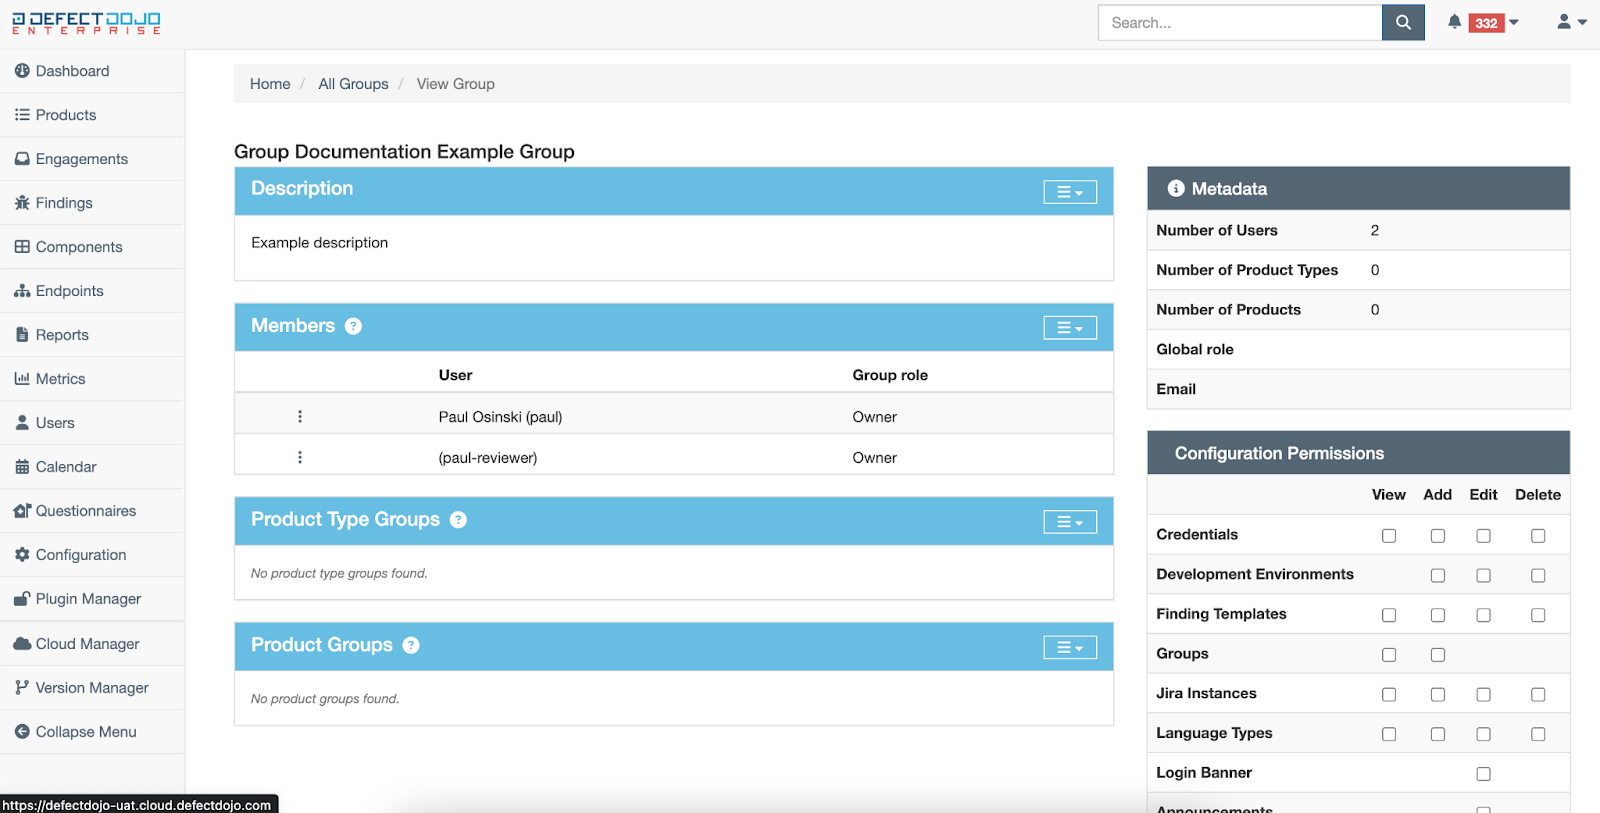 DEFECTDOJO
ENTERPRISE
Search...
332
Dashboard
Products
Engagements
Findings
Components
Endpoints
Reports
Metrics
Users
Calendar
Questionnaires
Configuration
Plugin Manager
Cloud Manager
Version Manager
Collapse Menu
https://defectdojo-uat.cloud.defectdojo.com
Home / All Groups / View Group
Group Documentation Example Group
Description
Example description
Members ?
User Group role
Paul Osinski (paul) Owner
(paul-reviewer) Owner
Product Type Groups ?
No product type groups found.
Product Groups ?
No product groups found.
Metadata
Number of Users 2
Number of Product Types 0
Number of Products 0
Global role
Email
Configuration Permissions
View Add Edit Delete
Credentials
Development Environments
Finding Templates
Groups
Jira Instances
Language Types
Login Banner
Announcements